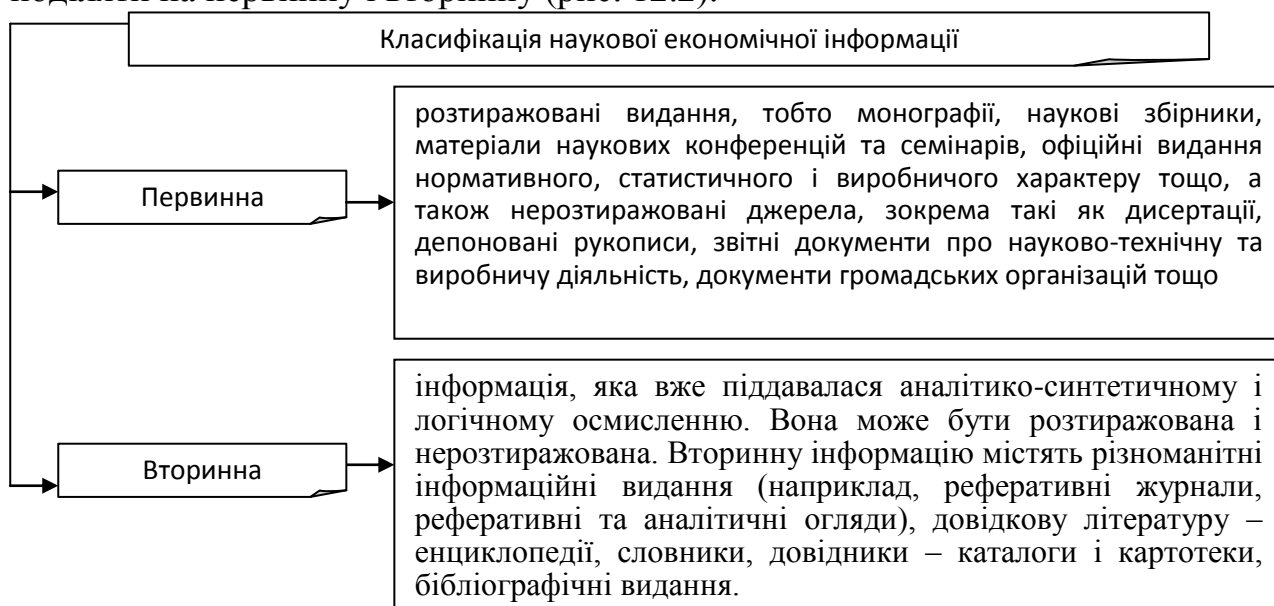 поділяти на первинну і вторинну (рис. 12.2).
Класифікація наукової економічної інформації
Первинна
розтиражовані видання, тобто монографії, наукові збірники,
матеріали наукових конференцій та семінарів, офіційні видання
нормативного, статистичного і виробничого характеру тощо, а
також нерозтиражовані джерела, зокрема такі як дисертації,
депоновані рукописи, звітні документи про науково-технічну та
виробничу діяльність, документи громадських організацій тощо
Вторинна
інформація, яка вже піддавалася аналітико-синтетичному і
логічному осмисленню. Вона може бути розтиражована і
нерозтиражована. Вторинну інформацію містять різноманітні
інформаційні видання (наприклад, реферативні журнали,
реферативні та аналітичні огляди), довідкову літературу –
енциклопедії, словники, довідники – каталоги і картотеки,
бібліографічні видання.